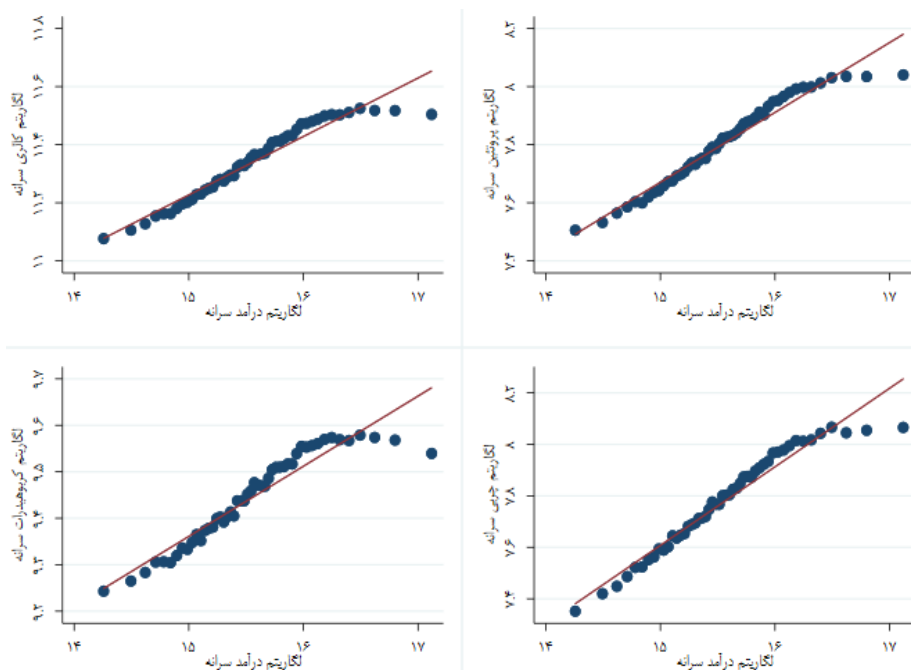 لگاریتم کالری سرانه
۱۱.۸
۱۱.۶
۱۱.۴
۱۱.۲
۱۱
۱۴ ۱۵ ۱۶ ۱۷
لگاریتم درآمد سرانه
لگاریتم پروتئین سرانه
۸.۲
۸
۷.۸
۷.۶
۷.۴
۱۴ ۱۵ ۱۶ ۱۷
لگاریتم درآمد سرانه
لگاریتم کربوهیدرات سرانه
۹.۷
۹.۶
۹.۵
۹.۴
۹.۳
۹.۲
۱۴ ۱۵ ۱۶ ۱۷
لگاریتم درآمد سرانه
لگاریتم چربی سرانه
۸.۲
۸
۷.۸
۷.۶
۷.۴
۱۴ ۱۵ ۱۶ ۱۷
لگاریتم درآمد سرانه